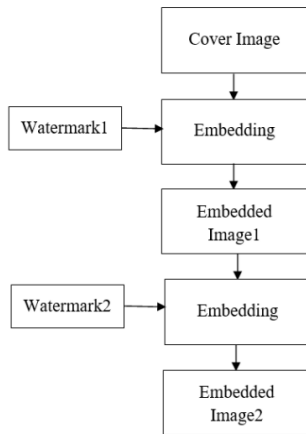 Cover Image
Watermark1
Embedding
Embedded
Image1
Watermark2
Embedding
Embedded
Image2